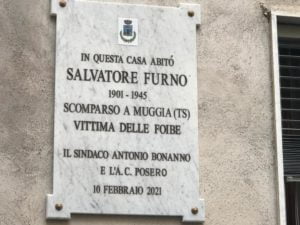 IN QUESTA CASA ABITÓ
SALVATORE FURNO
1901 - 1945
SCOMPARSO A MUGGIA (TS)
VITTIMA DELLE FOIBE
IL SINDACO ANTONIO BONANNO
E L'A.C. POSERO
10 FEBBRAIO 2021